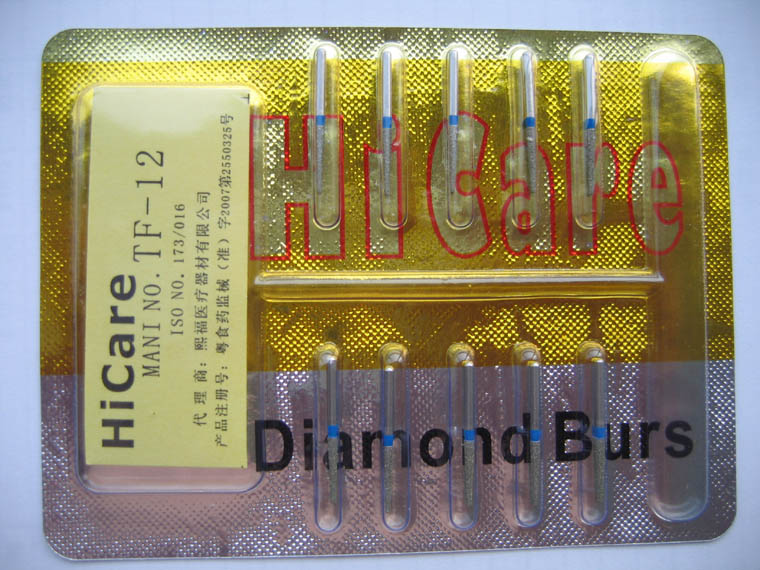 HiCare
MANI NO. TF-12
ISO NO. 173/016
代 理 商: 熙福医疗器材有限公司
产品注册号: 粤食药监械(准)字2007第2550325号
HiCare
Diamond Burs